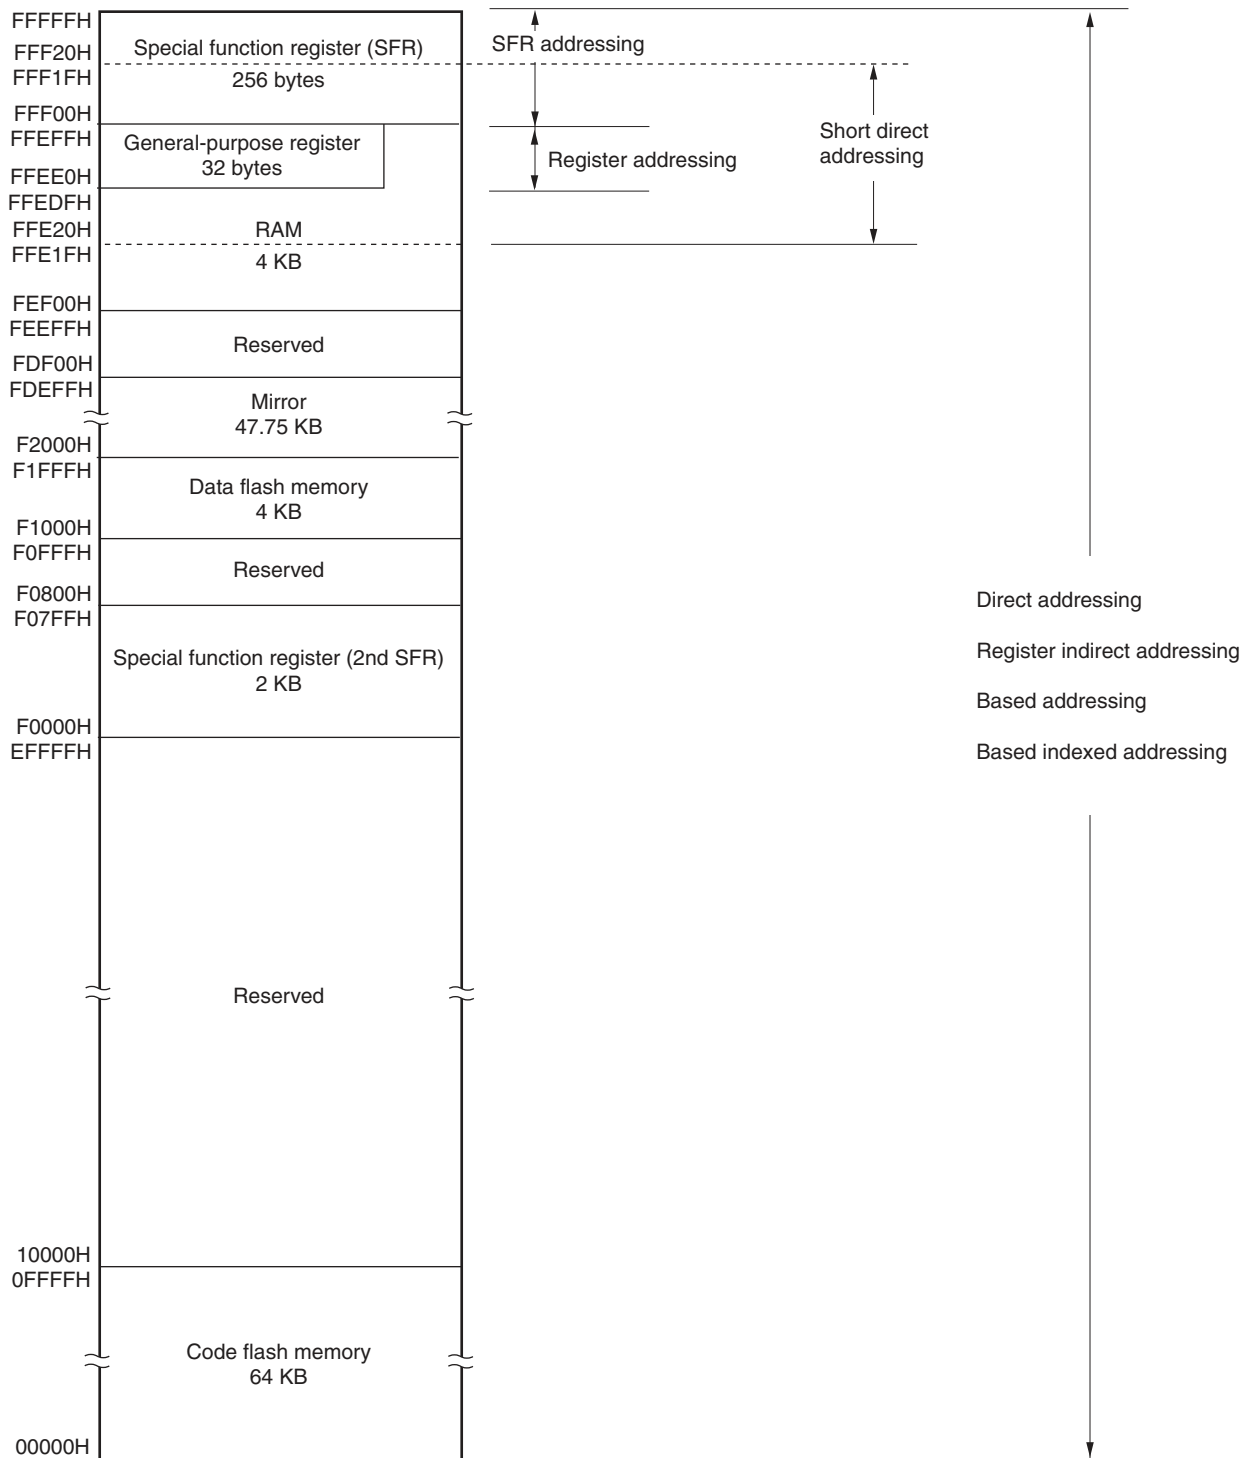 FFFFFH
FFF20H
FFF1FH
FFF00H
FFEFFH
FFEE0H
FFEDFH
FFE20H
FFE1FH
FEF00H
FEEFFH
FDF00H
FDEFFH
F2000H
F1FFFH
F1000H
F0FFFH
F0800H
F07FFH
F0000H
EFFFFH
10000H
0FFFFH
00000H
Special function register (SFR)
256 bytes
General-purpose register
32 bytes
RAM
4 KB
Reserved
Mirror
47.75 KB
Data flash memory
4 KB
Reserved
Special function register (2nd SFR)
2 KB
Reserved
Code flash memory
64 KB
SFR addressing
Register addressing
Short direct
addressing
Direct addressing
Register indirect addressing
Based addressing
Based indexed addressing